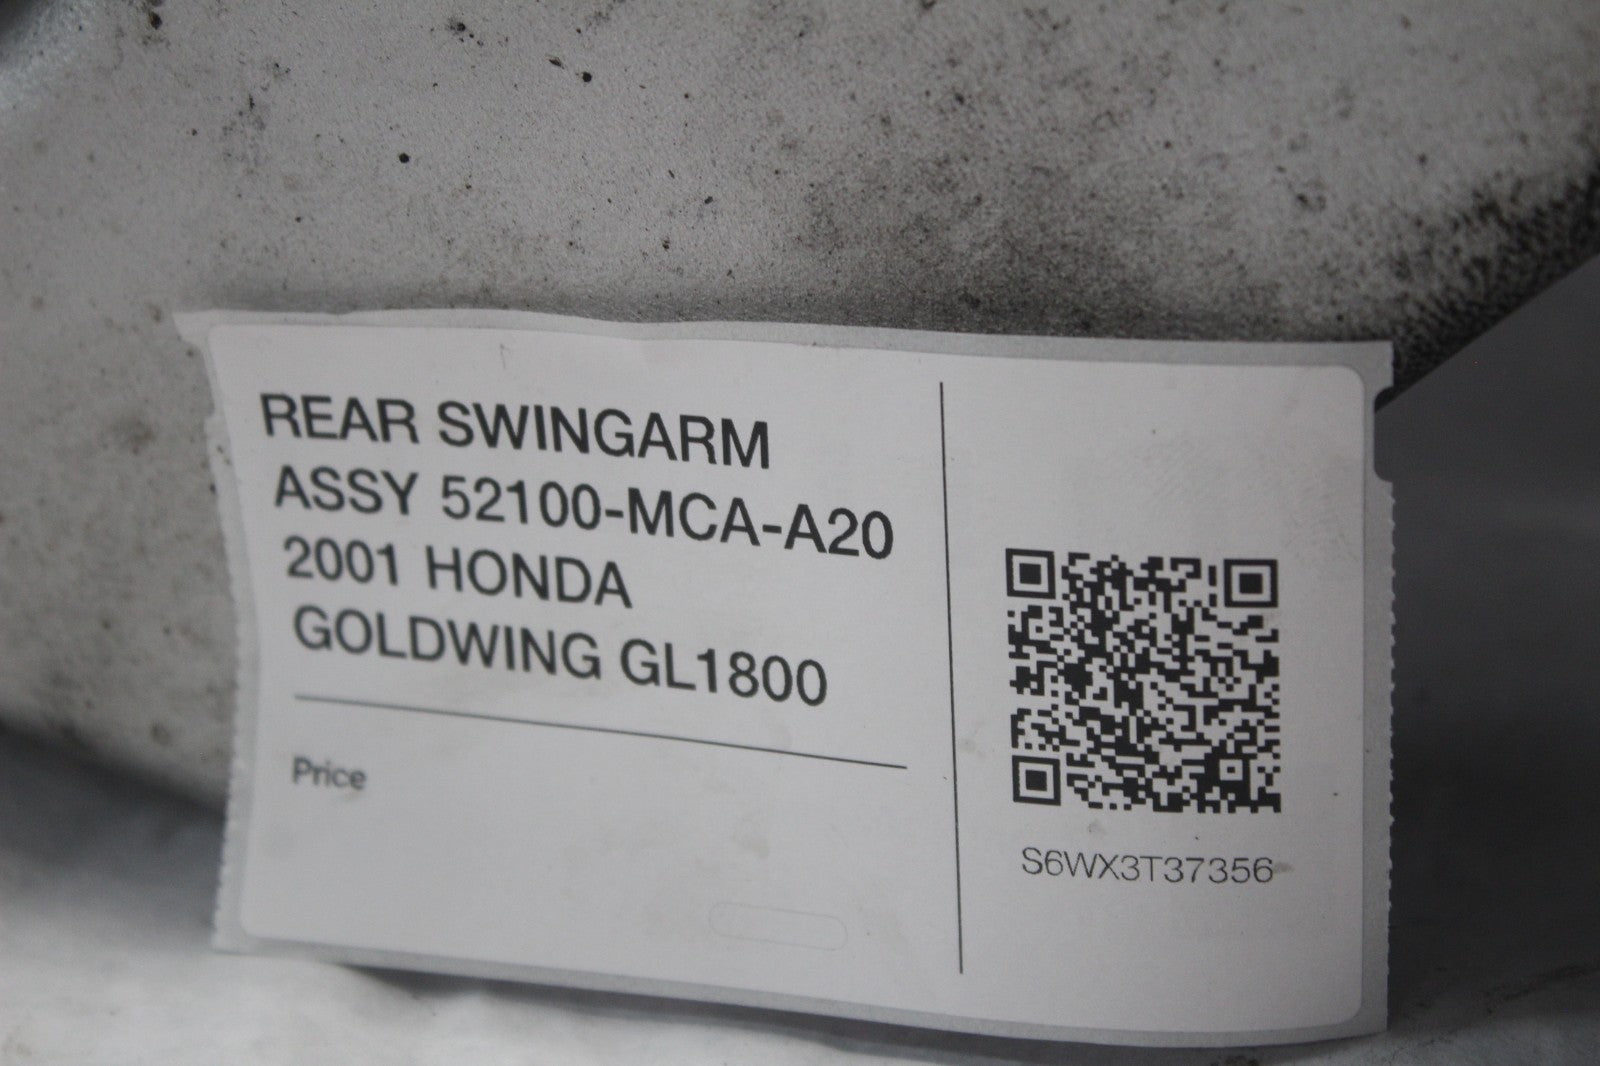 REAR SWINGARM
ASSY 52100-MCA-A20
2001 HONDA
GOLDWING GL1800
Price
S6WX3T37356